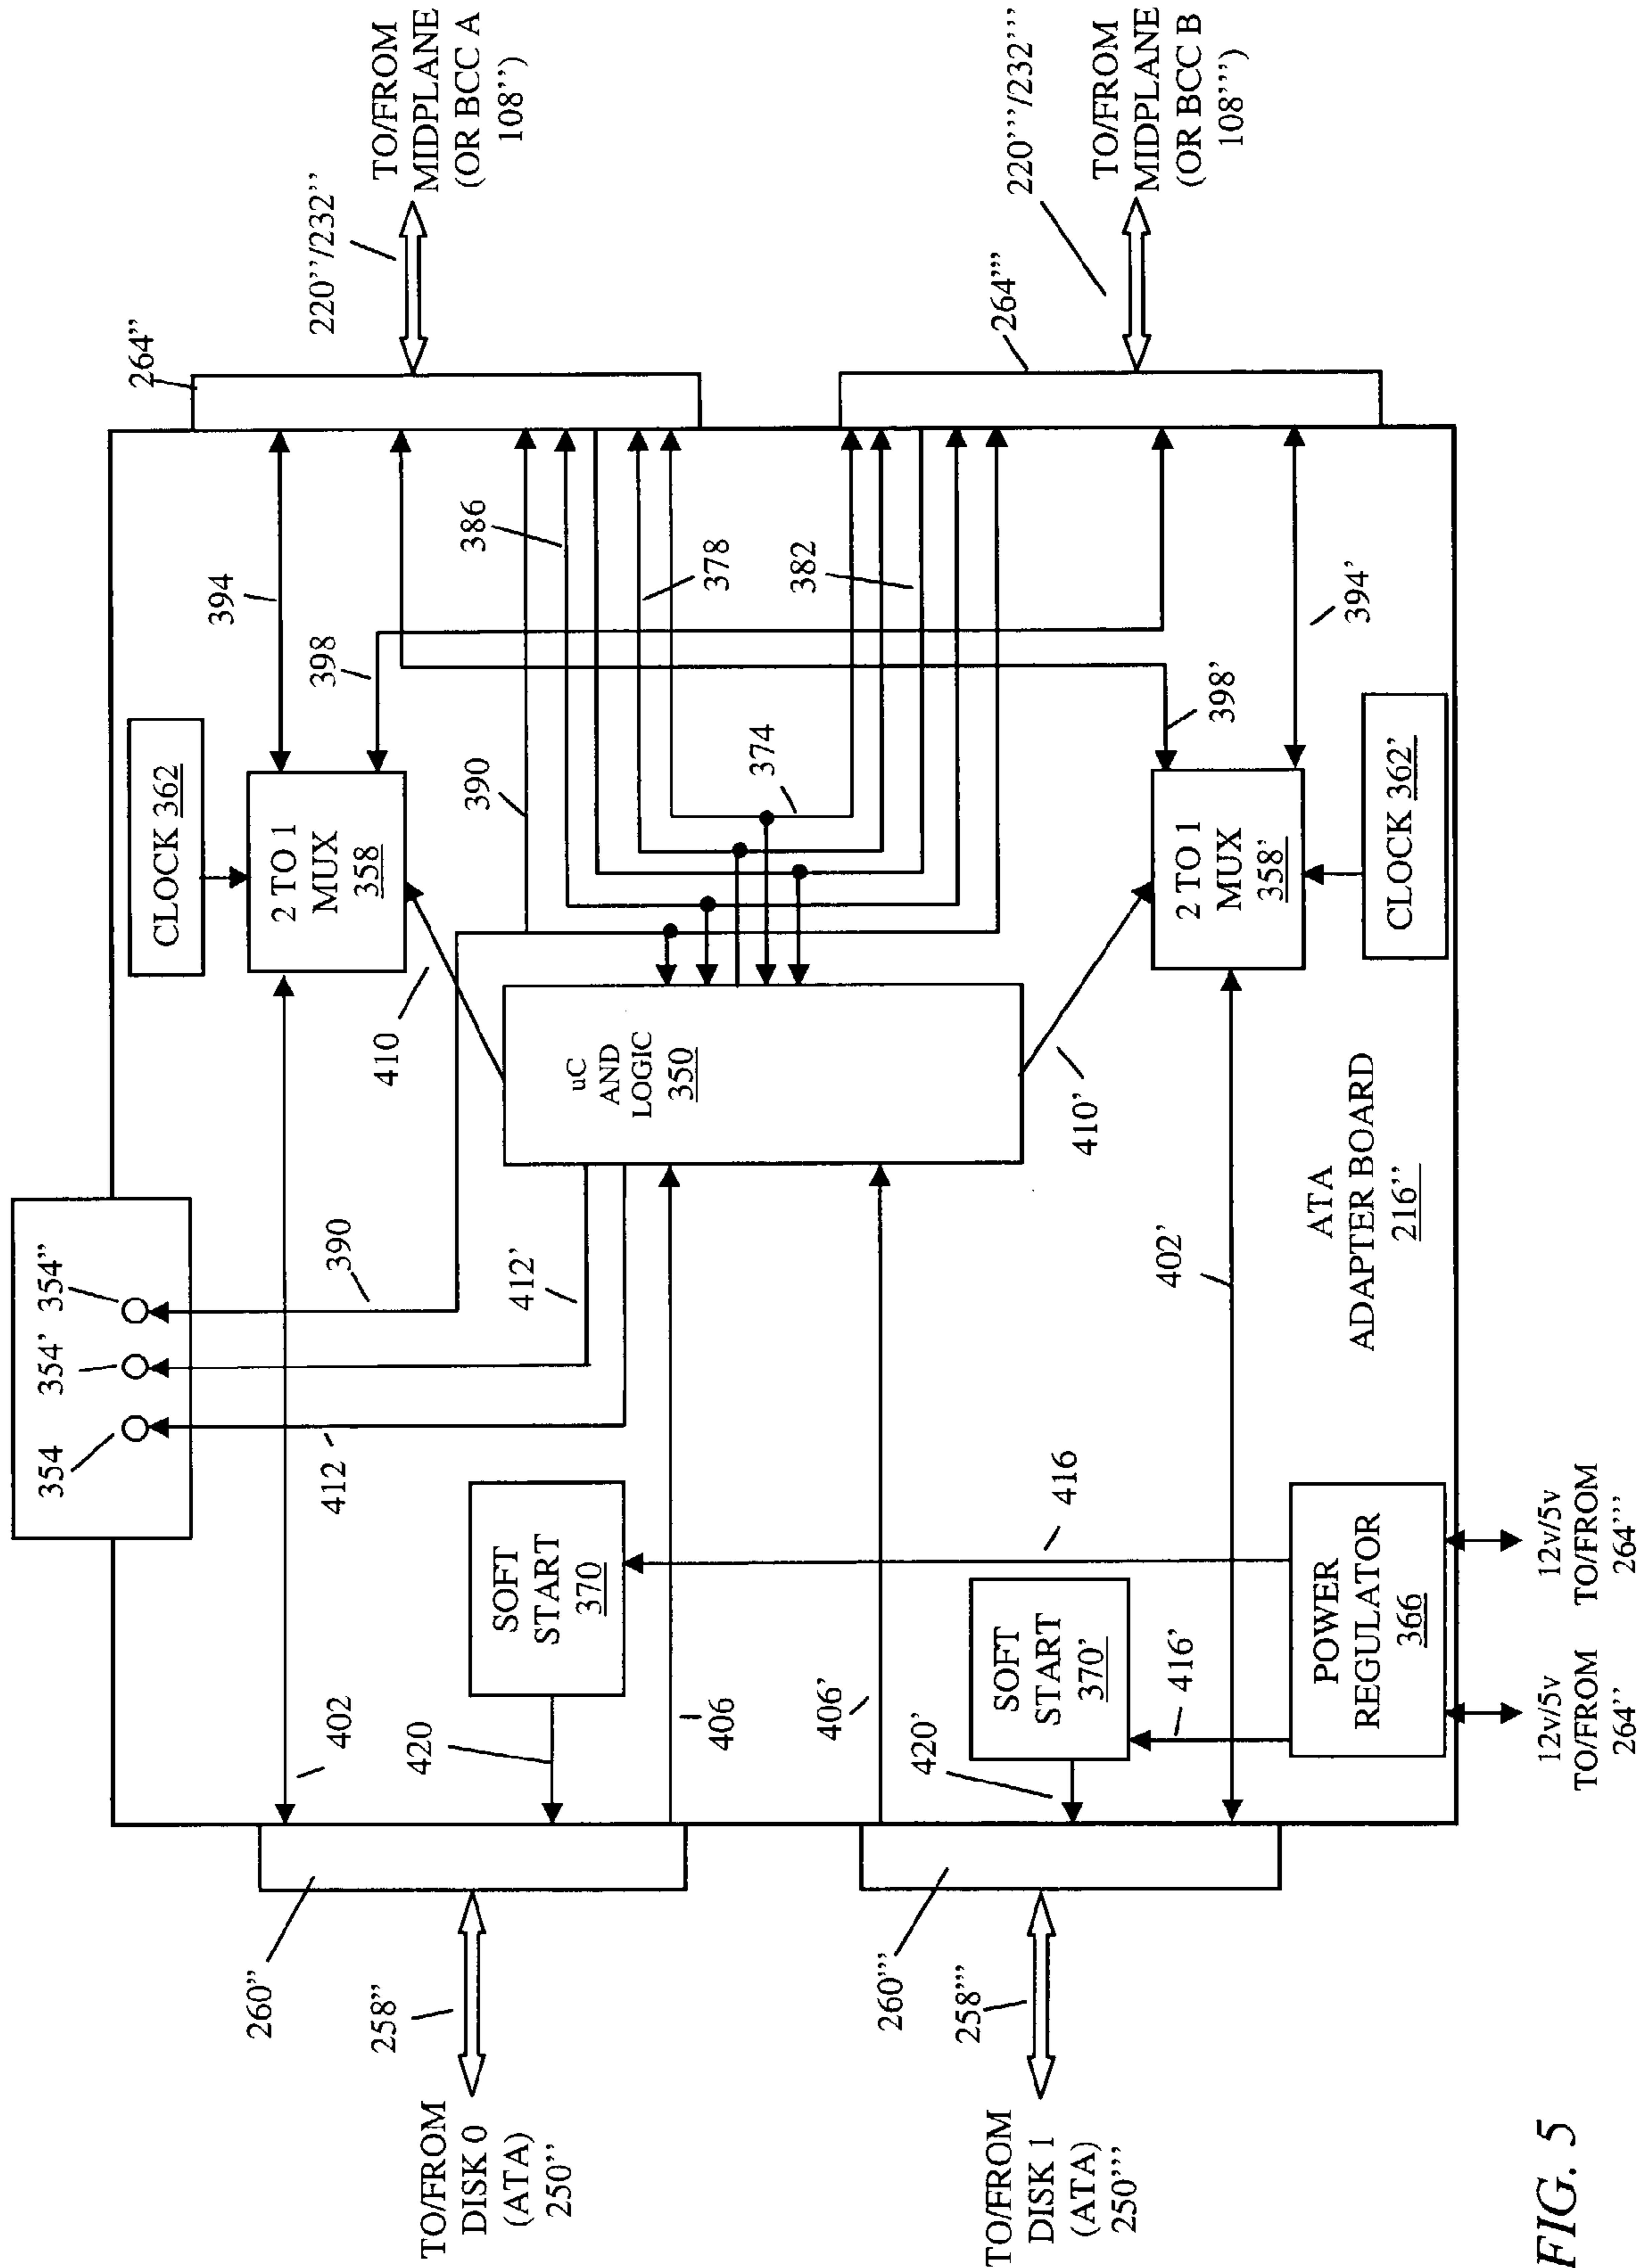 354 354' 354''
264''
220''/232''
TO/FROM
MIDPLANE
(OR BCC A
108''')
CLOCK 362
394
2 TO 1
MUX
358
398
390
386
402
412
412'
390
410
378
374
382
uC
AND
LOGIC
350
260''
258''
TO/FROM
DISK 0
(ATA)
250''
SOFT
START
370
420
406
406'
416
410'
398'
394'
264'''
220''''/232''''
TO/FROM
MIDPLANE
(OR BCC B
108'''')
2 TO 1
MUX
358'
CLOCK 362'
260'''
258'''
TO/FROM
DISK 1
(ATA)
250'''
SOFT
START
370'
420'
416'
402'
ATA
ADAPTER BOARD
216''
POWER
REGULATOR
366
12v/5v
TO/FROM
264''
12v/5v
TO/FROM
264'''
FIG. 5